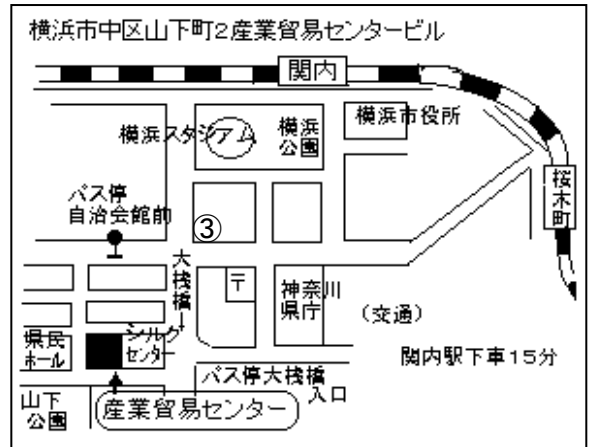 横浜市中区山下町2産業貿易センタービル
関内
横浜市役所
横浜スタジアム
横浜
公園
桜木町
バス停
自治会館前
③
大桟橋
〒
神奈川
県庁
(交通)
県民
ホール
シルク
センター
関内駅下車15分
バス停大桟橋
入口
山下
公園
産業貿易センター